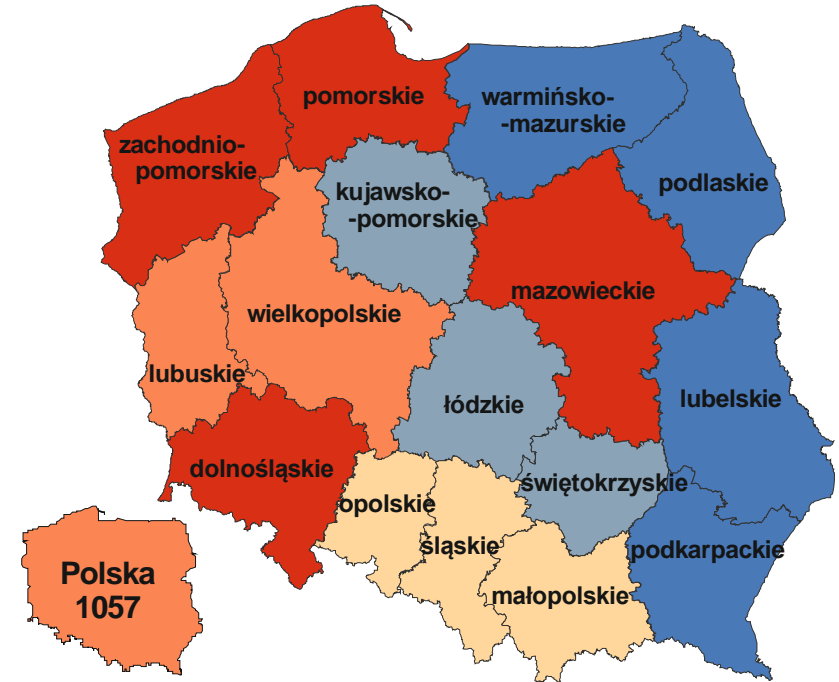 pomorskie
warmińsko-
-mazurskie
zachodnio-
pomorskie
podlaskie
kujawsko-
-pomorskie
mazowieckie
wielkopolskie
lubuskie
łódzkie
lubelskie
dolnośląskie
opolskie
świętokrzyskie
śląskie
podkarpackie
małopolskie
Polska
1057